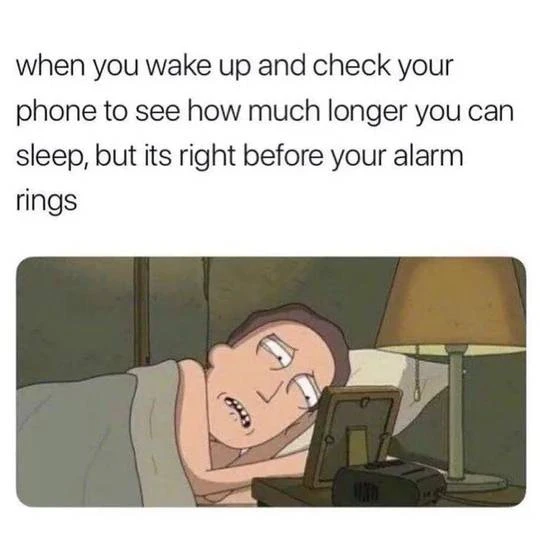 when you wake up and check your
phone to see how much longer you can
sleep, but its right before your alarm
rings